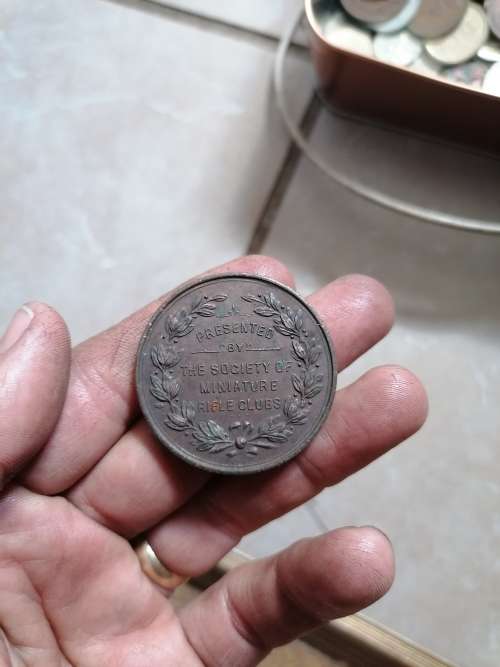 PRESENTED
BY
THE SOCIETY OF
MINIATURE
RIFLE CLUBS